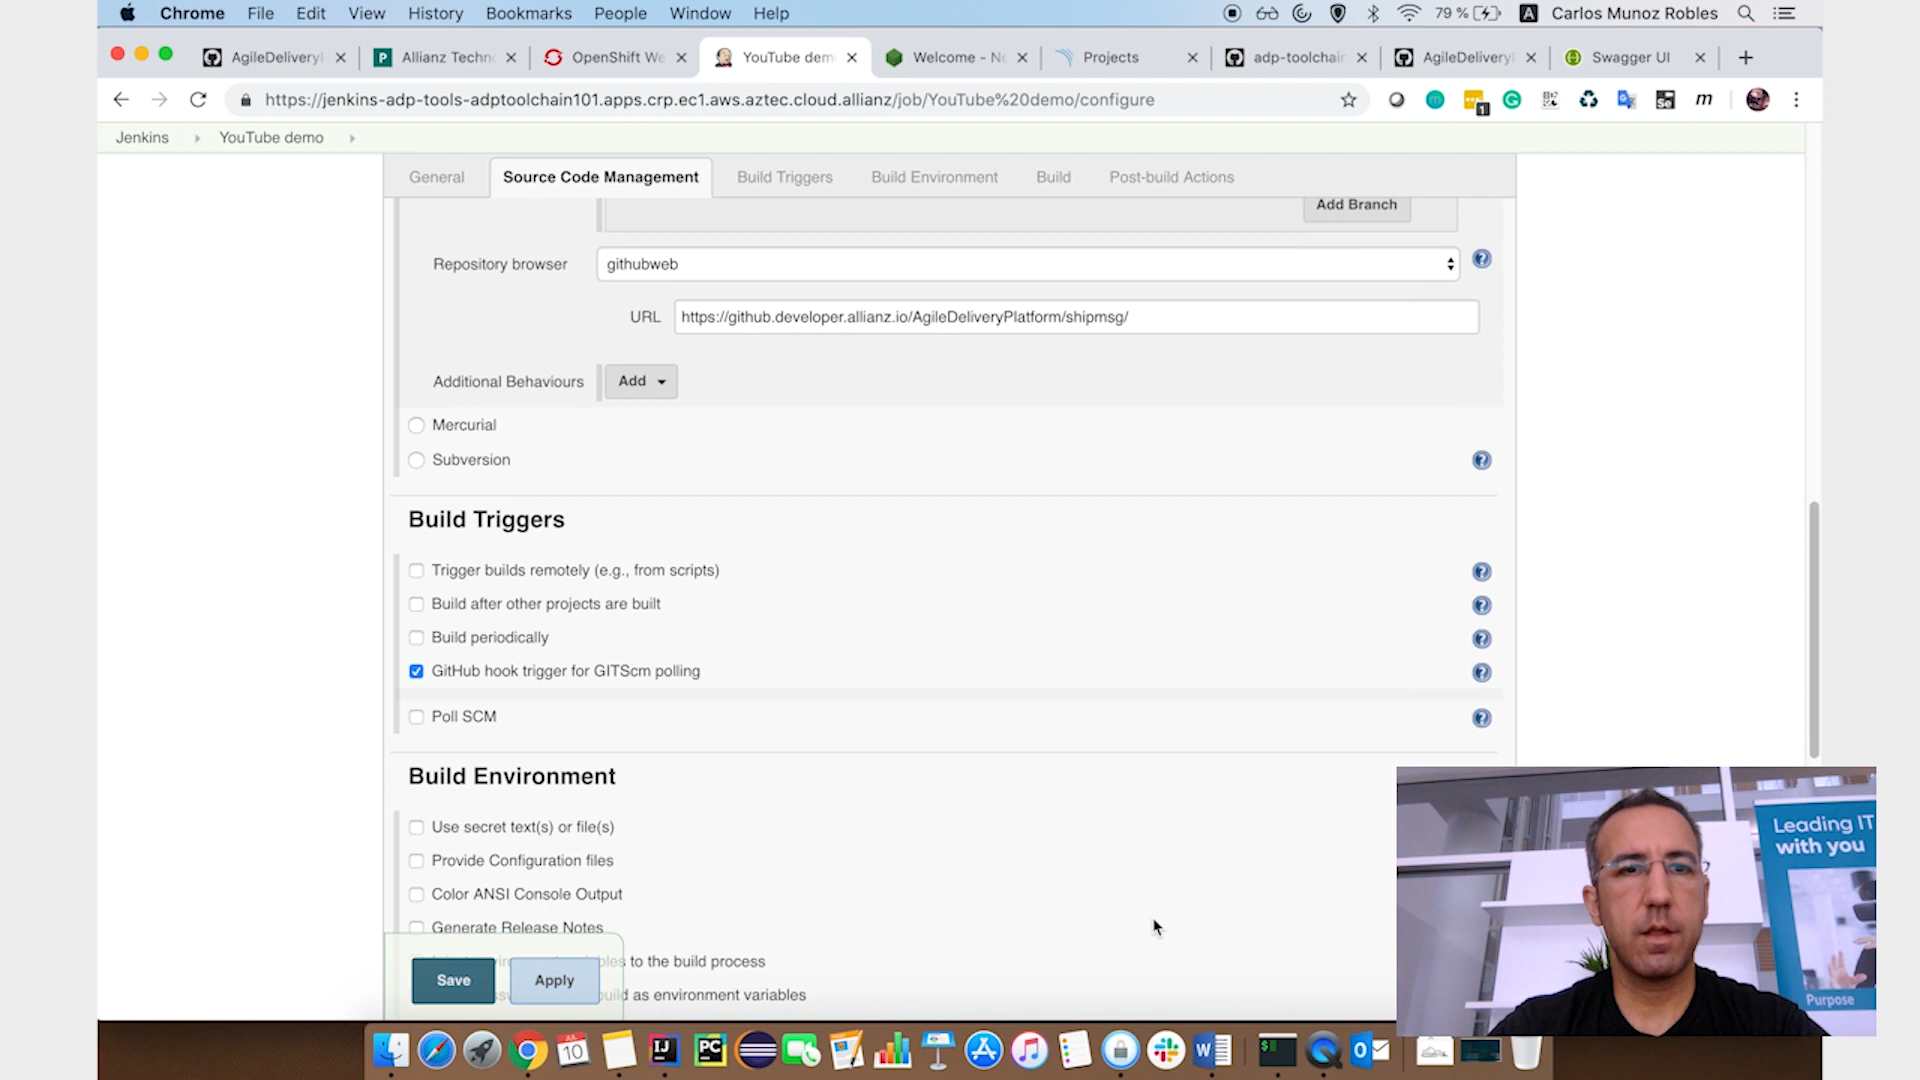 Chrome File Edit View History Bookmarks People Window Help 79 % A Carlos Munoz Robles
AgileDelivery P Allianz Techn OpenShift We YouTube dem Welcome - Ne Projects adp-toolchain AgileDelivery Swagger UI
https://jenkins-adp-tools-adptoolchain101.apps.crp.ec1.aws.aztec.cloud.allianz/job/YouTube%20demo/configure
Jenkins YouTube demo
General Source Code Management Build Triggers Build Environment Build Post-build Actions
Add Branch
Repository browser githubweb
URL https://github.developer.allianz.io/AgileDeliveryPlatform/shipmsg/
Additional Behaviours Add
Mercurial
Subversion
Build Triggers
Trigger builds remotely (e.g., from scripts)
Build after other projects are built
Build periodically
GitHub hook trigger for GITScm polling
Poll SCM
Build Environment
Use secret text(s) or file(s)
Provide Configuration files
Color ANSI Console Output
Generate Release Notes
to the build process
as environment variables
Save Apply
Leading IT
with you
Purpose
JUL
10
IJ
PC